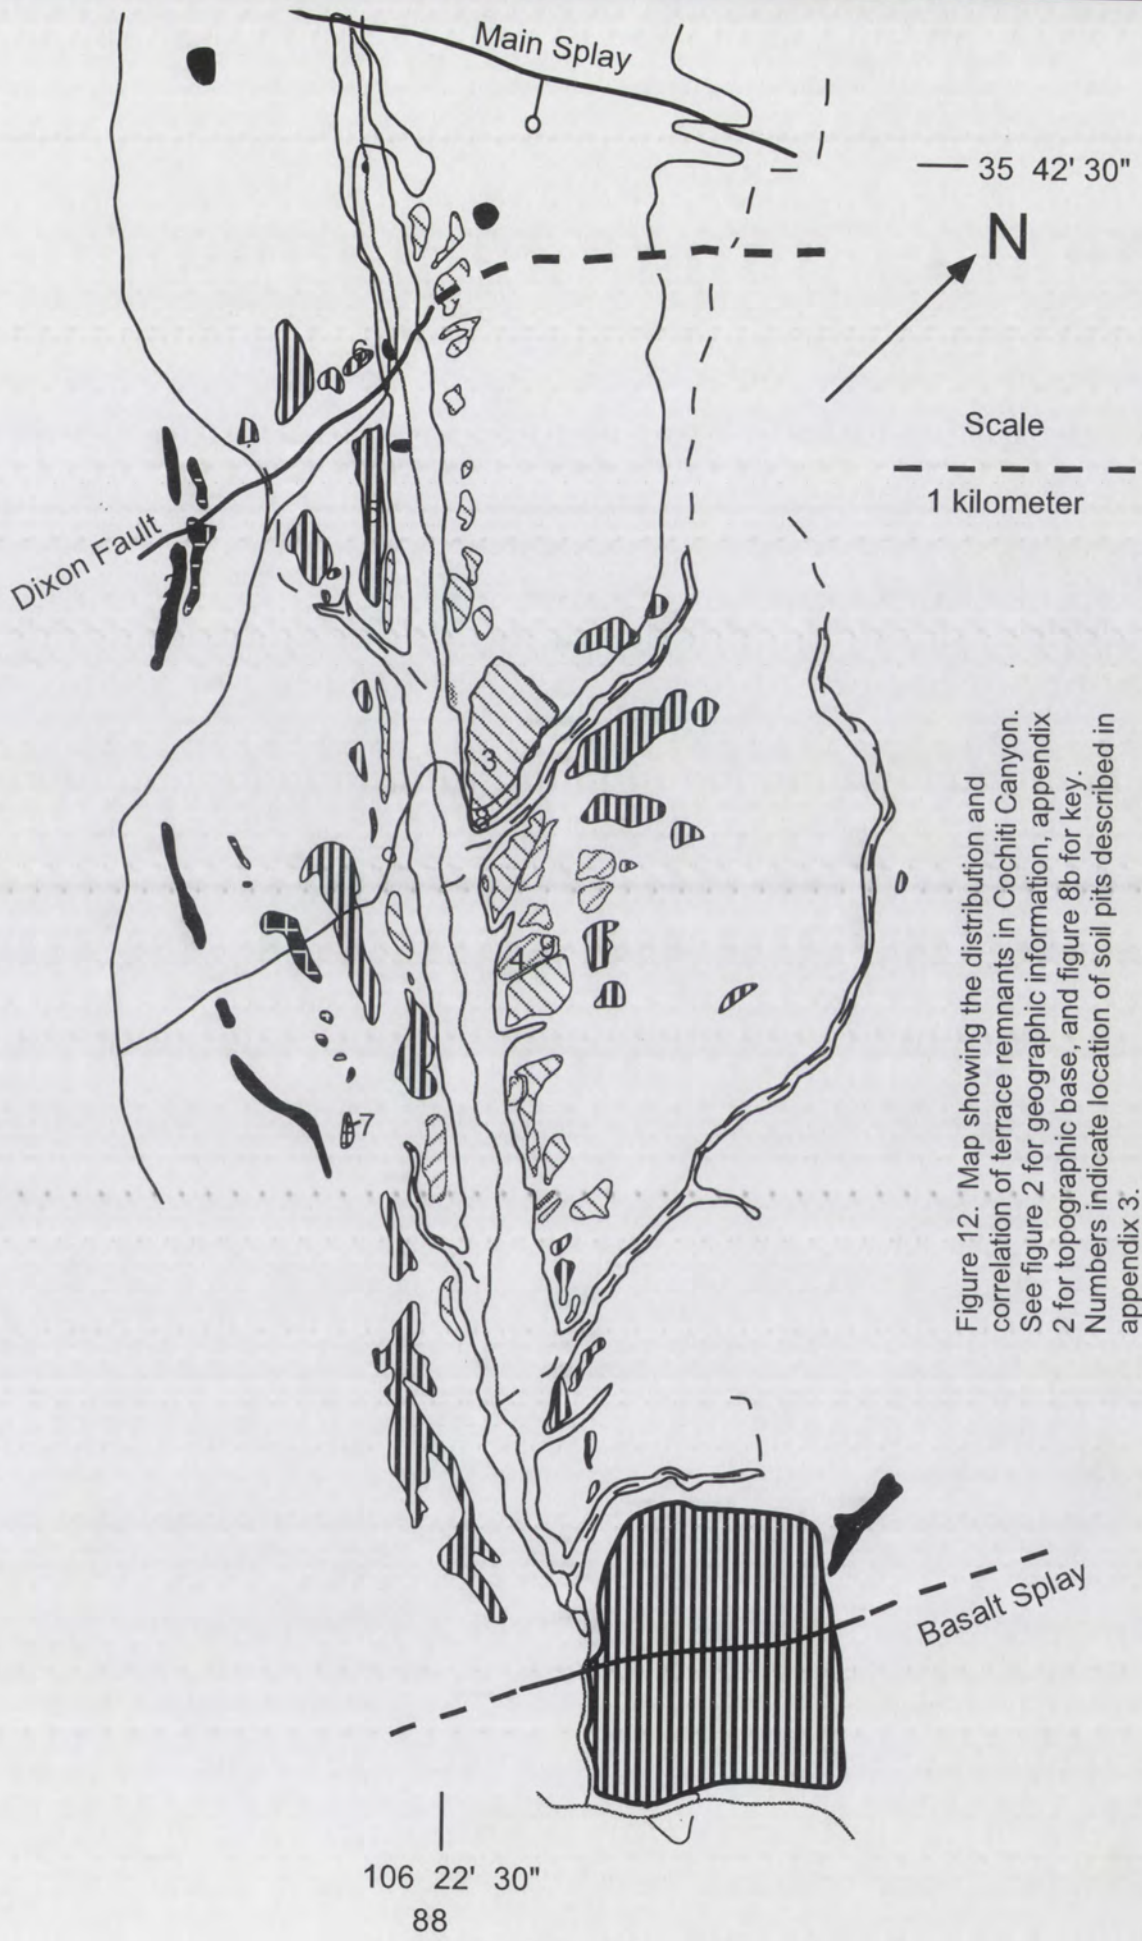 Main Splay
35 42' 30"
N
Scale
1 kilometer
Dixon Fault
6
3
4
7
Basalt Splay
106 22' 30"
88
Figure 12. Map showing the distribution and
correlation of terrace remnants in Cochiti Canyon.
See figure 2 for geographic information, appendix
2 for topographic base, and figure 8b for key.
Numbers indicate location of soil pits described in
appendix 3.